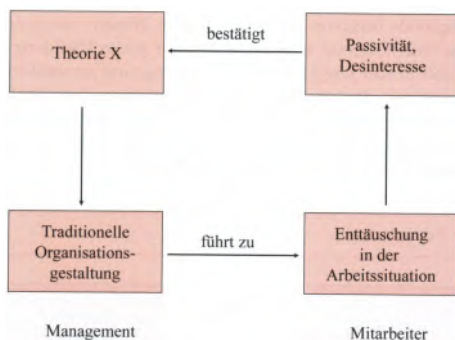 bestätigt
Theorie X
Passivität,
Desinteresse
Traditionelle
Organisations-
gestaltung
führt zu
Enttäuschung
in der
Arbeitssituation
Management
Mitarbeiter